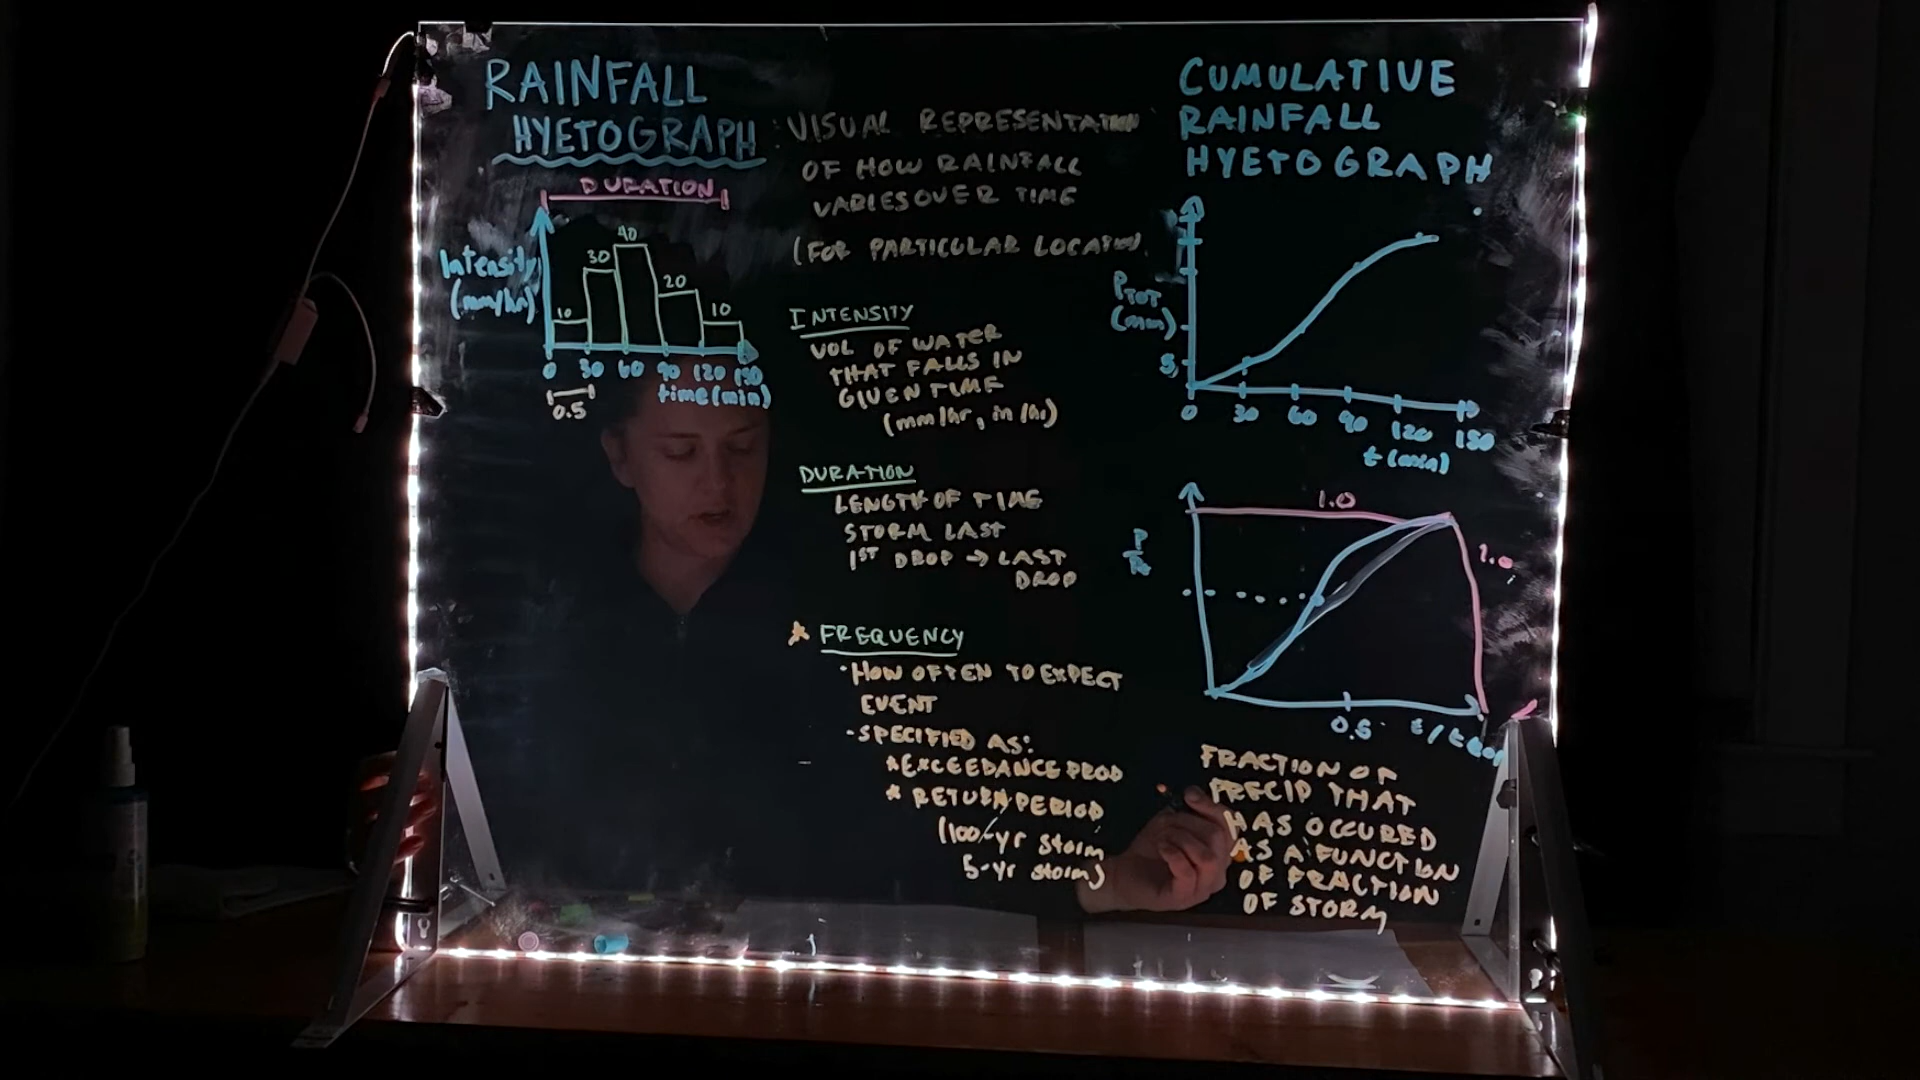 RAINFALL
HYETOGRAPH
DURATION
Intensity
(mm/hr)
10
30
40
20
10
0 30 60 90 120 150
time (min)
0.5
: VISUAL REPRESENTATION
OF HOW RAINFALL
VARIES OVER TIME
(FOR PARTICULAR LOCATION)
INTENSITY
VOL OF WATER
THAT FALLS IN
GIVEN TIME
(mm/hr, in/hr)
DURATION
LENGTH OF TIME
STORM LAST
1ST DROP → LAST
DROP
* FREQUENCY
· HOW OFTEN TO EXPECT
EVENT
· SPECIFIED AS:
* EXCEEDANCE PROB
* RETURN PERIOD
(100-yr storm
5-yr storm)
CUMULATIVE
RAINFALL
HYETOGRAPH
PTOT
(mm)
5
0 30 60 90 120 150
t (min)
1.0
1.0
P
0.5
FRACTION OF
PRECIP THAT
HAS OCCURED
AS A FUNCTION
OF FRACTION
OF STORM